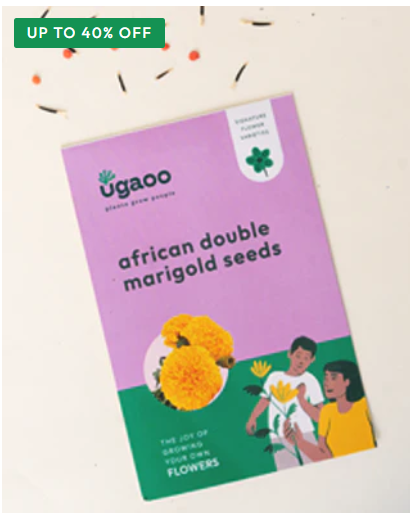 UP TO 40% OFF
SIGNATURE
FLOWER
VARIETIES
ugaoo
plants grow people
african double
marigold seeds
THE JOY OF
GROWING
YOUR OWN
FLOWERS